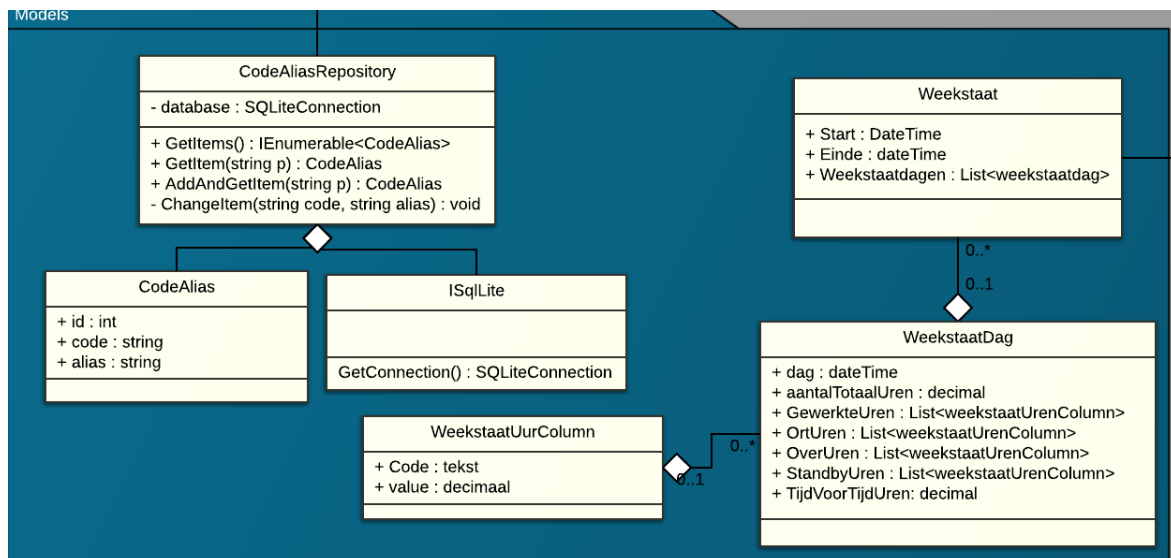 Models
CodeAliasRepository
- database : SQLiteConnection
+ GetItems() : IEnumerable<CodeAlias>
+ GetItem(string p) : CodeAlias
+ AddAndGetItem(string p) : CodeAlias
- ChangeItem(string code, string alias) : void
Weekstaat
+ Start : DateTime
+ Einde : dateTime
+ Weekstaatdagen : List<weekstaatdag>
0..*
0..1
CodeAlias
+ id : int
+ code : string
+ alias : string
ISqlLite
GetConnection() : SQLiteConnection
WeekstaatDag
+ dag : dateTime
+ aantalTotaalUren : decimal
+ GewerkteUren : List<weekstaatUrenColumn>
+ OrtUren : List<weekstaatUrenColumn>
+ OverUren : List<weekstaatUrenColumn>
+ StandbyUren : List<weekstaatUrenColumn>
+ TijdVoorTijdUren: decimal
WeekstaatUurColumn
+ Code : tekst
+ value : decimaal
0..*
0..1